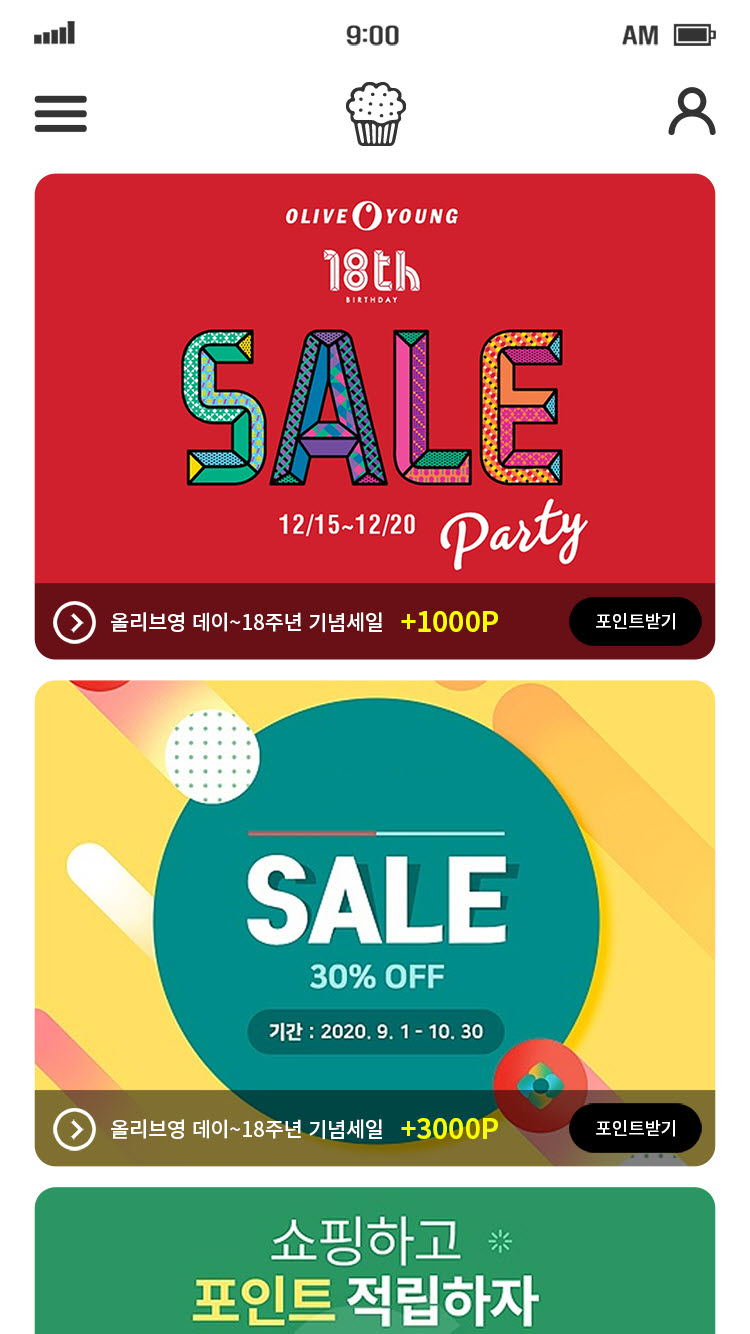 9:00
AM
OLIVE YOUNG
18th
BIRTHDAY
SALE
12/15~12/20 Party
올리브영 데이~18주년 기념세일 +1000P 포인트받기
SALE
30% OFF
기간 : 2020. 9. 1 - 10. 30
올리브영 데이~18주년 기념세일 +3000P 포인트받기
쇼핑하고
포인트 적립하자